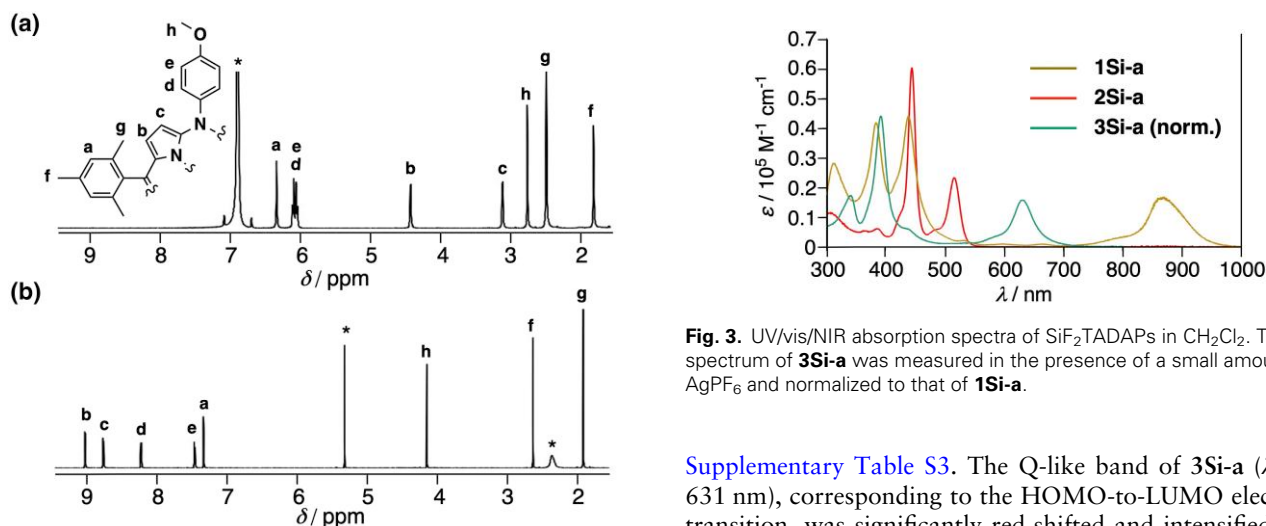 (a)
h
O
e
d
N
c
g
b
a
N
f
*
a
e
d
b
c
h
g
f
9 8 7 6 5 4 3 2
δ / ppm
(b)
b c d e a * h f * g
9 8 7 6 5 4 3 2
δ / ppm
0.7
0.6
0.5
0.4
0.3
0.2
0.1
0
ε / 10⁵ M⁻¹ cm⁻¹
1Si-a
2Si-a
3Si-a (norm.)
300 400 500 600 700 800 900 1000
λ / nm
Fig. 3. UV/vis/NIR absorption spectra of SiF₂TADAPs in CH₂Cl₂. T
spectrum of 3Si-a was measured in the presence of a small amou
AgPF₆ and normalized to that of 1Si-a.
Supplementary Table S3. The Q-like band of 3Si-a (
631 nm), corresponding to the HOMO-to-LUMO elec
transition, was significantly red-shifted and intensified